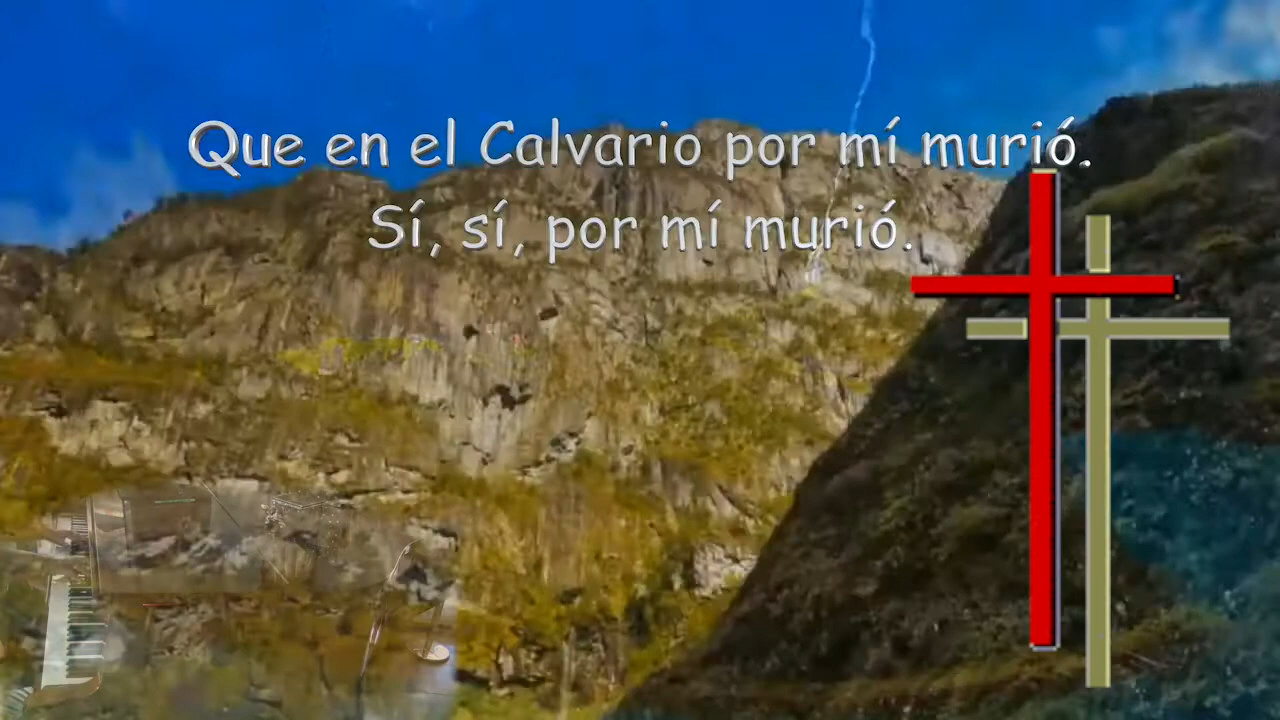 Que en el Calvario por mí murió.
Sí, sí, por mí murió.